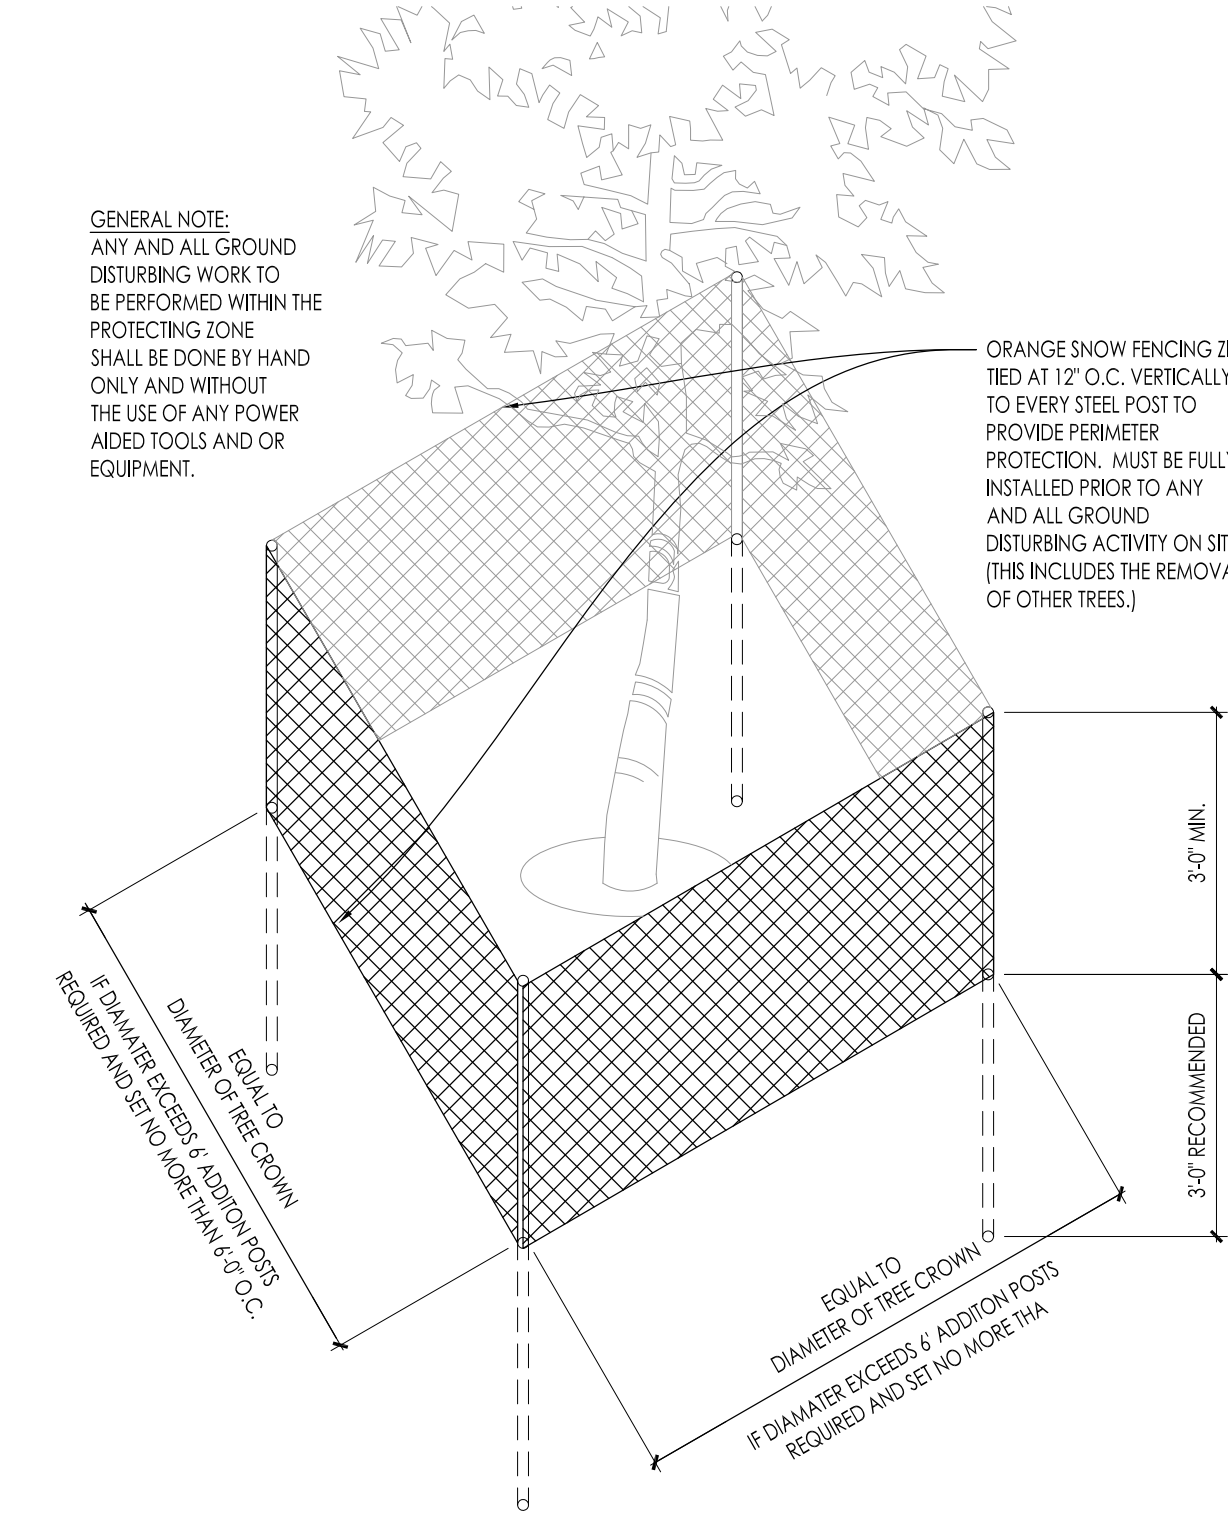 GENERAL NOTE:
ANY AND ALL GROUND
DISTURBING WORK TO
BE PERFORMED WITHIN THE
PROTECTING ZONE
SHALL BE DONE BY HAND
ONLY AND WITHOUT
THE USE OF ANY POWER
AIDED TOOLS AND OR
EQUIPMENT.
ORANGE SNOW FENCING
TIED AT 12" O.C. VERTICALLY
TO EVERY STEEL POST TO
PROVIDE PERIMETER
PROTECTION. MUST BE FULLY
INSTALLED PRIOR TO ANY
AND ALL GROUND
DISTURBING ACTIVITY ON SIT
(THIS INCLUDES THE REMOVA
OF OTHER TREES.)
3'-0" MIN.
3'-0" RECOMMENDED
EQUAL TO
DIAMETER OF TREE CROWN
IF DIAMATER EXCEEDS 6' ADDITON POSTS
REQUIRED AND SET NO MORE THAN 6'-0" O.C.
EQUAL TO
DIAMETER OF TREE CROWN
IF DIAMATER EXCEEDS 6' ADDITON POSTS
REQUIRED AND SET NO MORE THA